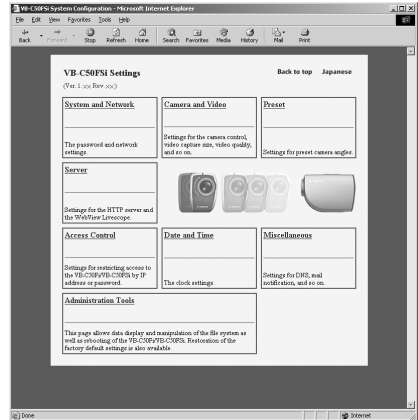 VB-C50FSi System Configuration - Microsoft Internet Explorer
File Edit View Favorites Tools Help
Back Forward Stop Refresh Home Search Favorites Media History Mail Print
VB-C50FSi Settings
Back to top Japanese
(Ver. 1.xx Rev. xx)
System and Network
The password and network
settings.
Camera and Video
Settings for the camera control,
video capture size, video quality,
and so on.
Preset
Settings for preset camera angles.
Server
Settings for the HTTP server and
the WebView Livescope.
Access Control
Settings for restricting access to
the VB-C50Fi/VB-C50FSi by IP
address or password.
Date and Time
The clock settings.
Miscellaneous
Settings for DNS, mail
notification, and so on.
Administration Tools
This page allows data display and manipulation of the file system as
well as rebooting of the VB-C50Fi/VB-C50FSi. Restoration of the
factory default settings is also available.
Done
Internet